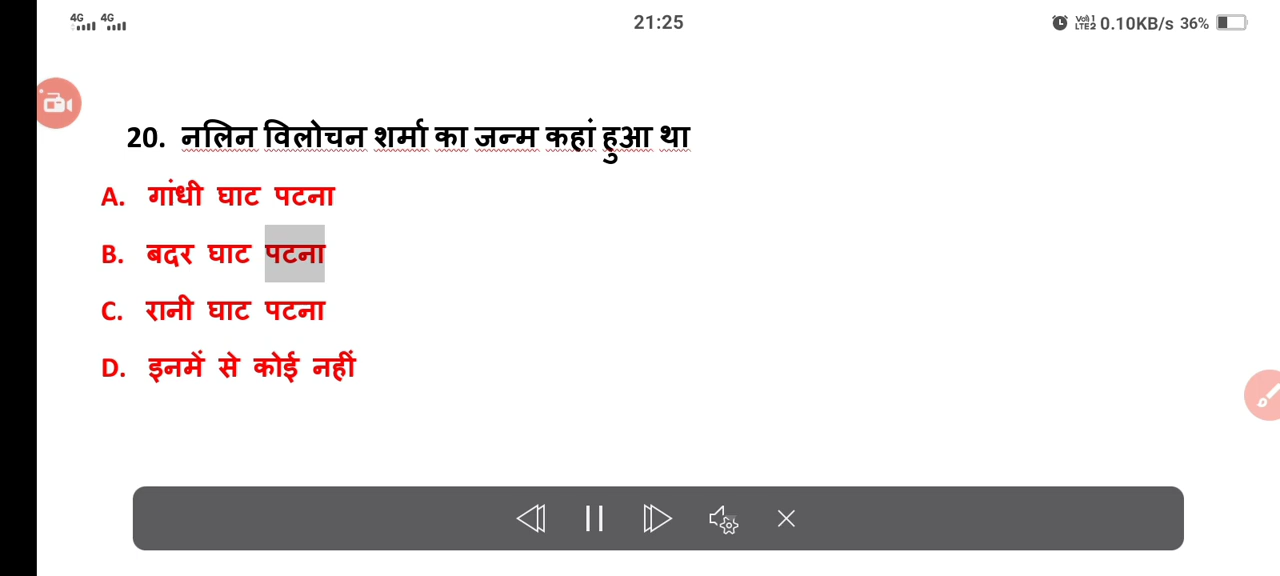 4G 4G 21:25 0.10KB/s 36%
20. नलिन विलोचन शर्मा का जन्म कहां हुआ था
A. गांधी घाट पटना
B. बदर घाट पटना
C. रानी घाट पटना
D. इनमें से कोई नहीं